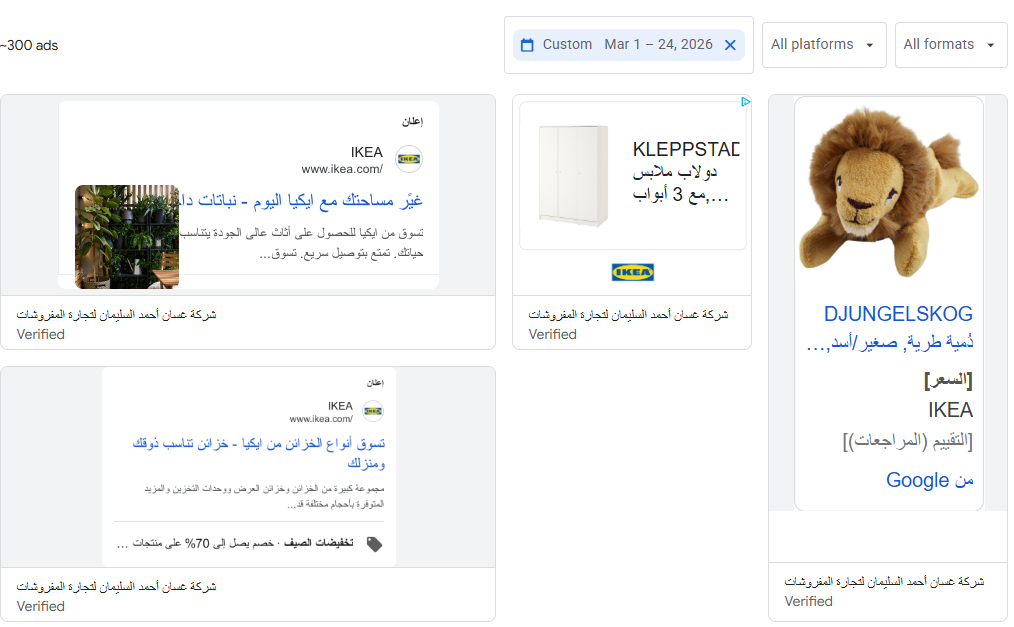 ~300 ads
Custom Mar 1 – 24, 2026
All platforms
All formats
إعلان
IKEA
www.ikea.com/
غيّر مساحتك مع ايكيا اليوم - نباتات دا
تسوق من ايكيا للحصول على أثاث عالى الجودة يتناسب
حياتك. تمتع بتوصيل سريع. تسوق...
شركة غسان أحمد السليمان لتجارة المفروشات
Verified
KLEPPSTAD
دولاب ملابس
مع 3 أبواب,...
IKEA
شركة غسان أحمد السليمان لتجارة المفروشات
Verified
DJUNGELSKOG
دُمية طرية, صغير/أسد,...
[السعر]
IKEA
[التقييم (المراجعات)]
من Google
شركة غسان أحمد السليمان لتجارة المفروشات
Verified
إعلان
IKEA
www.ikea.com/
تسوق أنواع الخزائن من ايكيا - خزائن تناسب ذوقك
ومنزلك
مجموعة كبيرة من الخزائن وخزائن العرض ووحدات التخزين والمزيد
المتوفرة بأحجام مختلفة قد...
تخفيضات الصيف · خصم يصل إلى 70% على منتجات ...
شركة غسان أحمد السليمان لتجارة المفروشات
Verified